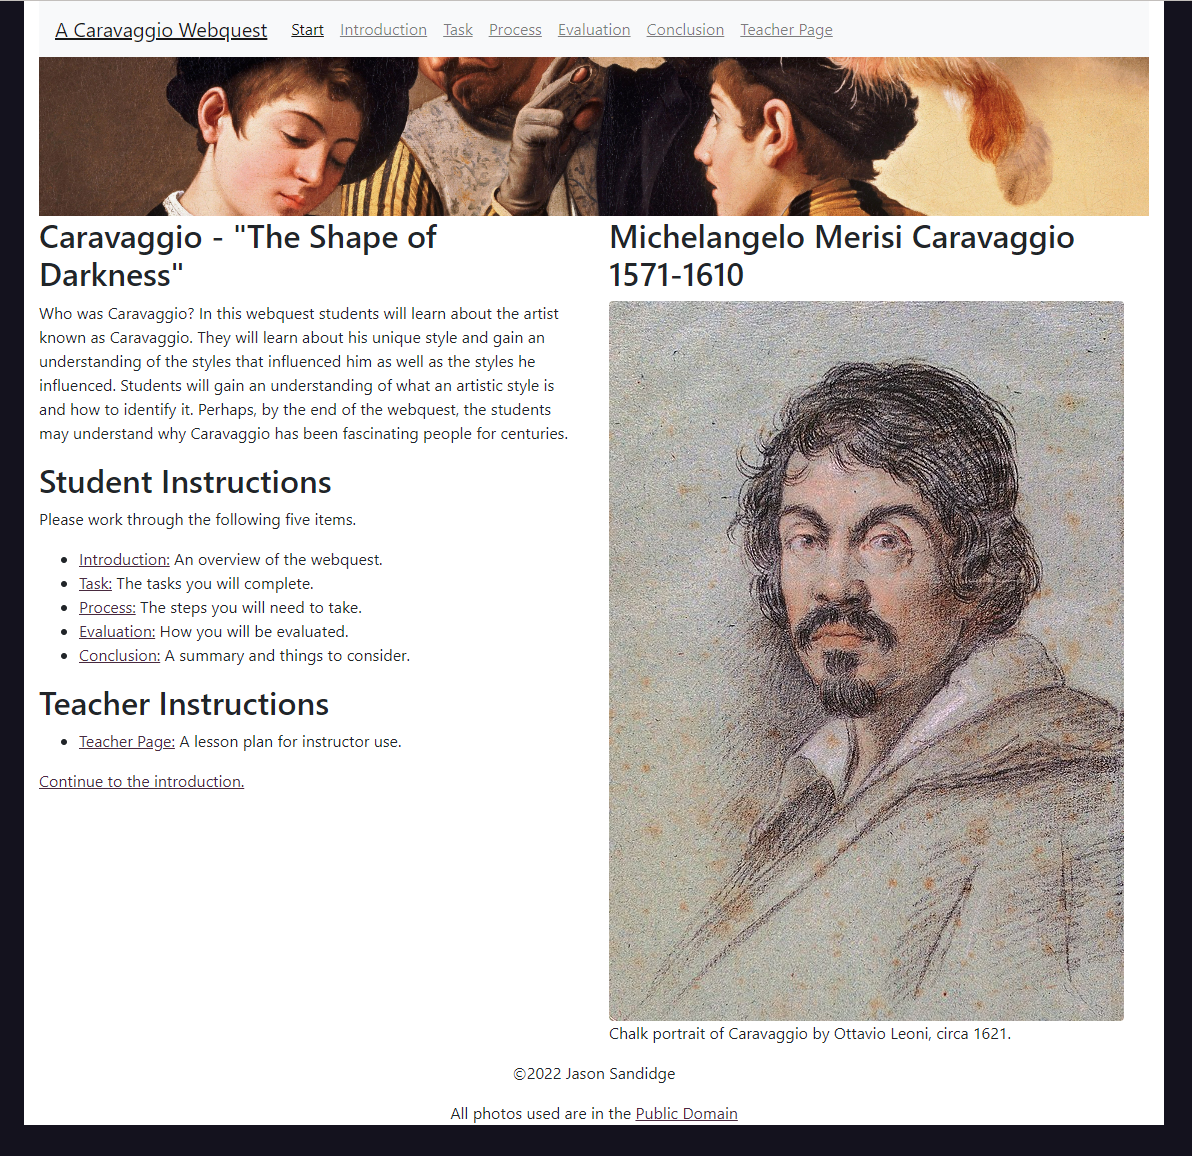 A Caravaggio Webquest Start Introduction Task Process Evaluation Conclusion Teacher Page
Caravaggio - "The Shape of
Darkness"
Who was Caravaggio? In this webquest students will learn about the artist
known as Caravaggio. They will learn about his unique style and gain an
understanding of the styles that influenced him as well as the styles he
influenced. Students will gain an understanding of what an artistic style is
and how to identify it. Perhaps, by the end of the webquest, the students
may understand why Caravaggio has been fascinating people for centuries.
Student Instructions
Please work through the following five items.
Introduction: An overview of the webquest.
Task: The tasks you will complete.
Process: The steps you will need to take.
Evaluation: How you will be evaluated.
Conclusion: A summary and things to consider.
Teacher Instructions
Teacher Page: A lesson plan for instructor use.
Continue to the introduction.
Michelangelo Merisi Caravaggio
1571-1610
Chalk portrait of Caravaggio by Ottavio Leoni, circa 1621.
©2022 Jason Sandidge
All photos used are in the Public Domain